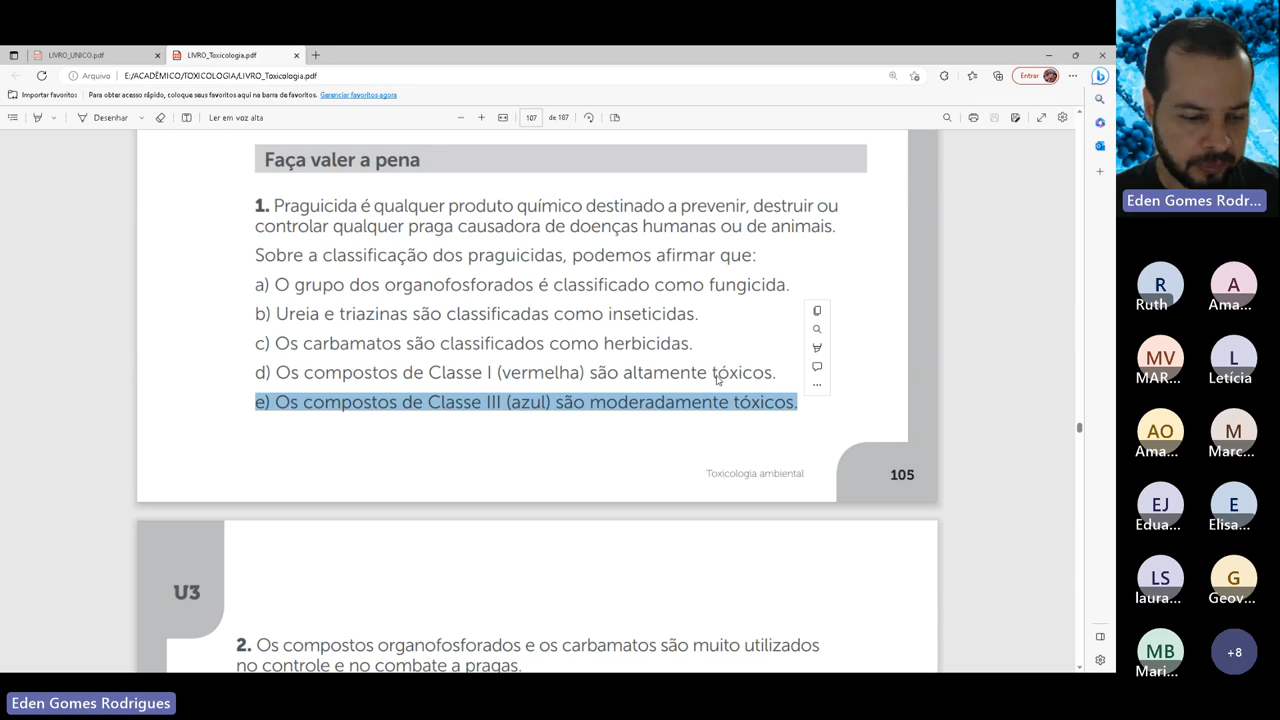 LIVRO_UNICO.pdf
LIVRO_Toxicologia.pdf
Arquivo
E:/ACADÊMICO/TOXICOLOGIA/LIVRO_Toxicologia.pdf
Entrar
Importar favoritos
Para obter acesso rápido, coloque seus favoritos aqui na barra de favoritos. Gerenciar favoritos agora
Desenhar
Ler em voz alta
107 de 187
Faça valer a pena
1. Praguicida é qualquer produto químico destinado a prevenir, destruir ou
controlar qualquer praga causadora de doenças humanas ou de animais.
Sobre a classificação dos praguicidas, podemos afirmar que:
a) O grupo dos organofosforados é classificado como fungicida.
b) Ureia e triazinas são classificadas como inseticidas.
c) Os carbamatos são classificados como herbicidas.
d) Os compostos de Classe I (vermelha) são altamente tóxicos.
e) Os compostos de Classe III (azul) são moderadamente tóxicos.
Toxicologia ambiental
105
U3
2. Os compostos organofosforados e os carbamatos são muito utilizados
no controle e no combate a pragas.
Eden Gomes Rodr...
R
Ruth
A
Ama...
MV
MAR...
L
Letícia
AO
Ama...
M
Marc...
EJ
Edua...
E
Elisa...
LS
laura...
G
Geov...
MB
Mari...
+8
Eden Gomes Rodrigues